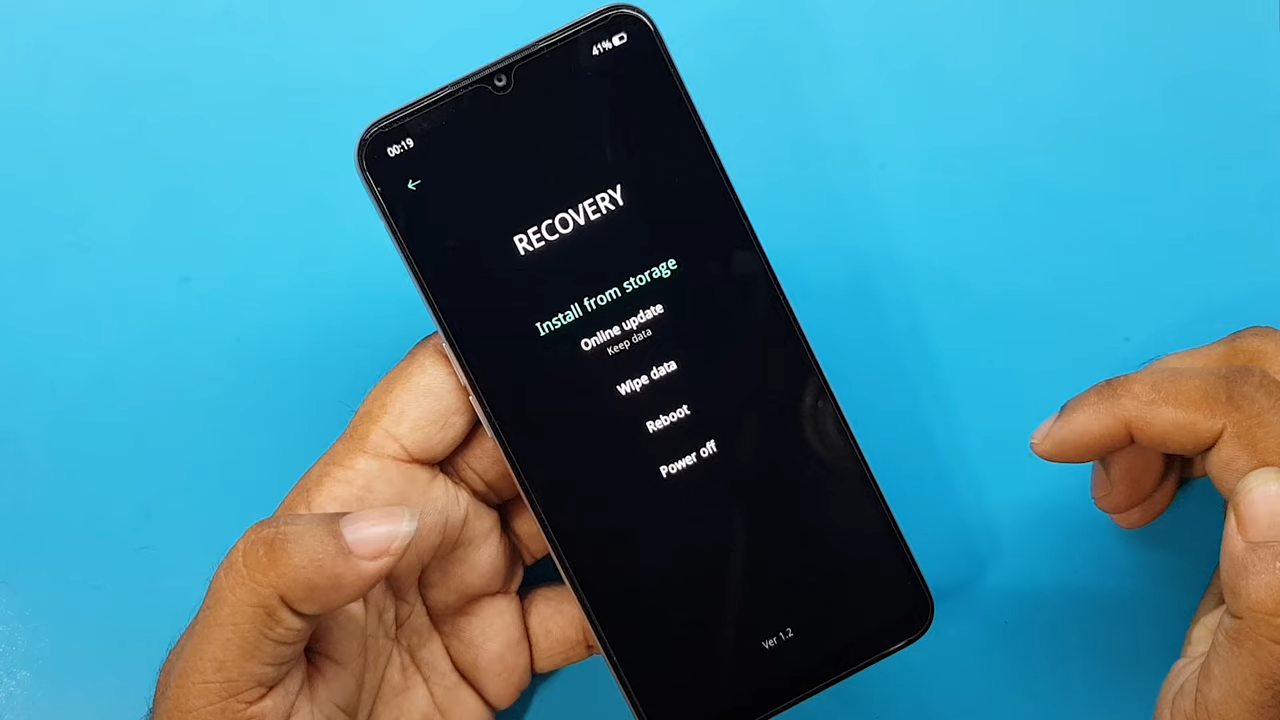 00:19
41%
RECOVERY
Install from storage
Online update
Keep data
Wipe data
Reboot
Power off
Ver 1.2